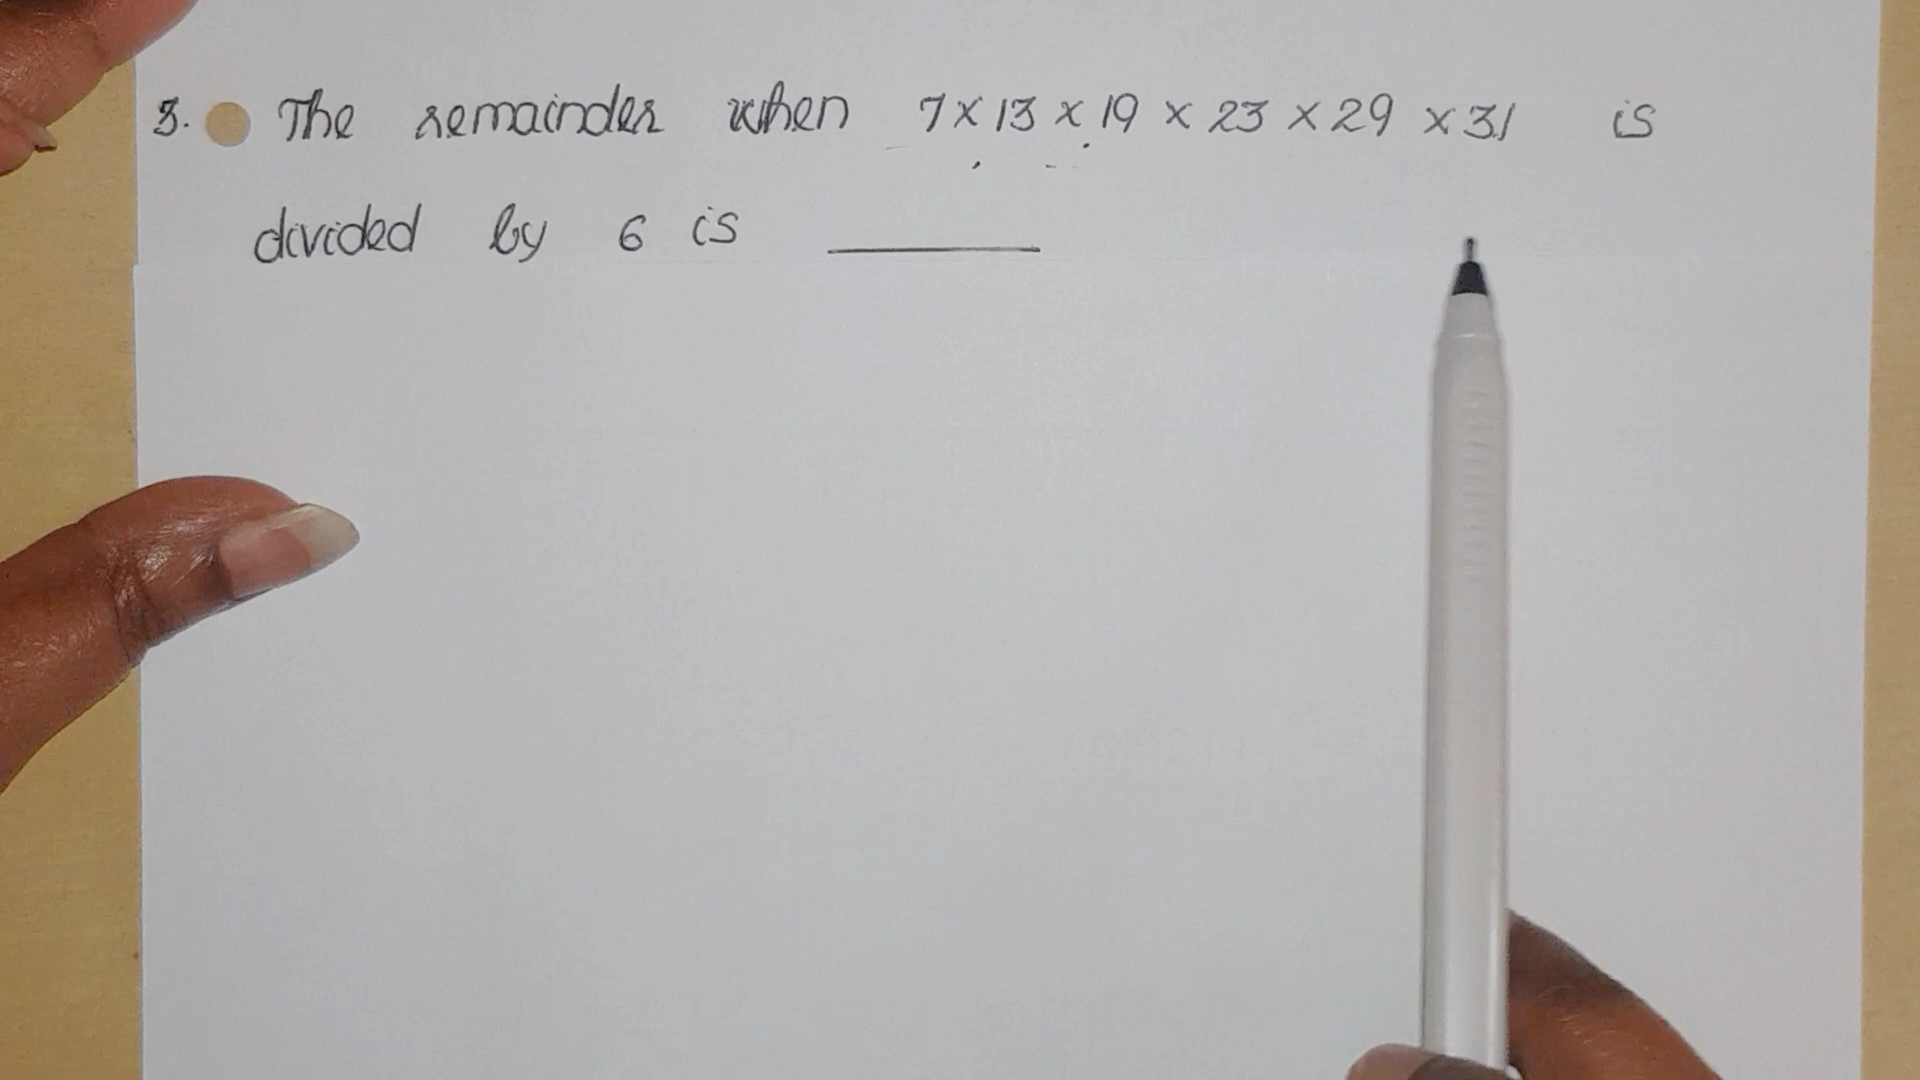 3. The remainder when 7 × 13 × 19 × 23 × 29 × 31 is
divided by 6 is ______